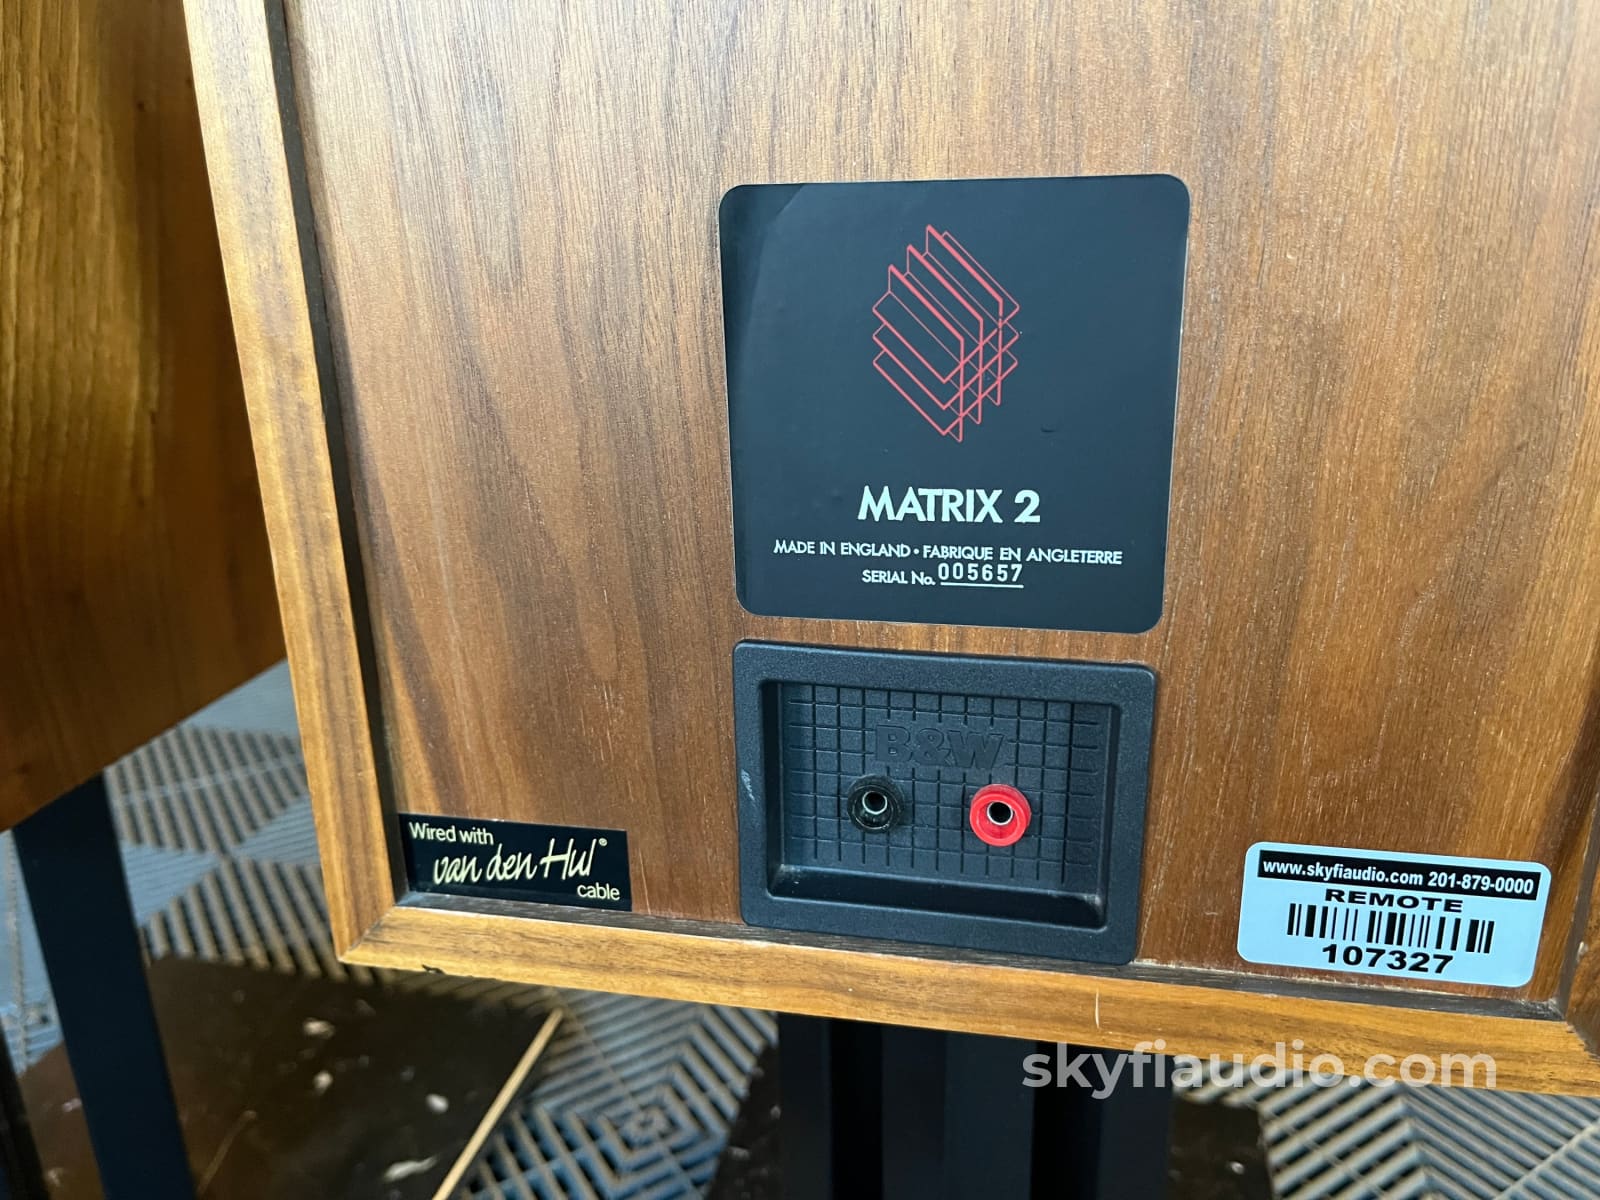 MATRIX 2
MADE IN ENGLAND • FABRIQUE EN ANGLETERRE
SERIAL No. 005657
B&W
Wired with
van den Hul®
cable
www.skyfiaudio.com 201-879-0000
REMOTE
107327
skyfiaudio.com